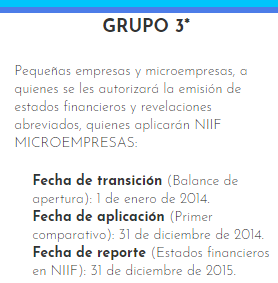 GRUPO 3*
Pequeñas empresas y microempresas, a
quienes se les autorizará la emisión de
estados financieros y revelaciones
abreviados, quienes aplicarán NIIF
MICROEMPRESAS:
Fecha de transición (Balance de
apertura): 1 de enero de 2014.
Fecha de aplicación (Primer
comparativo): 31 de diciembre de 2014.
Fecha de reporte (Estados financieros
en NIIF): 31 de diciembre de 2015.